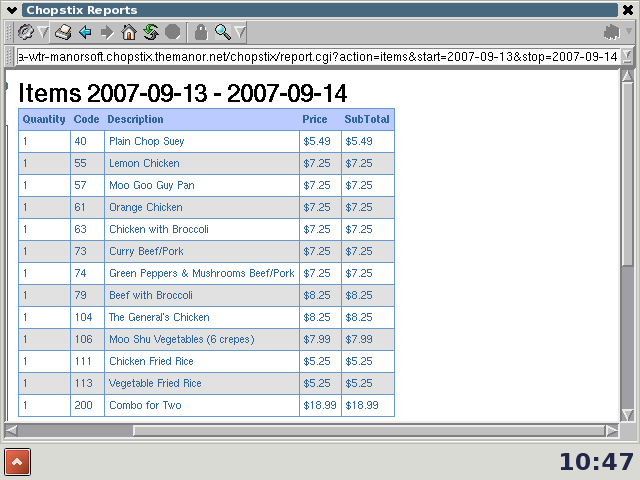 Chopstix Reports
a-wtr-manorsoft.chopstix.themanor.net/chopstix/report.cgi?action=items&start=2007-09-13&stop=2007-09-14
Items 2007-09-13 - 2007-09-14
Quantity Code Description Price SubTotal
1 40 Plain Chop Suey $5.49 $5.49
1 55 Lemon Chicken $7.25 $7.25
1 57 Moo Goo Guy Pan $7.25 $7.25
1 61 Orange Chicken $7.25 $7.25
1 63 Chicken with Broccoli $7.25 $7.25
1 73 Curry Beef/Pork $7.25 $7.25
1 74 Green Peppers & Mushrooms Beef/Pork $7.25 $7.25
1 79 Beef with Broccoli $8.25 $8.25
1 104 The General's Chicken $8.25 $8.25
1 106 Moo Shu Vegetables (6 crepes) $7.99 $7.99
1 111 Chicken Fried Rice $5.25 $5.25
1 113 Vegetable Fried Rice $5.25 $5.25
1 200 Combo for Two $18.99 $18.99
10:47